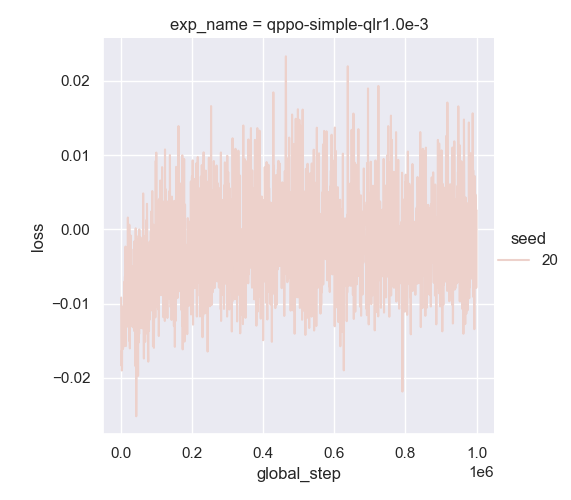 exp_name = qppo-simple-qlr1.0e-3
0.02
0.01
0.00
−0.01
−0.02
loss
0.0 0.2 0.4 0.6 0.8 1.0
1e6
global_step
seed
20